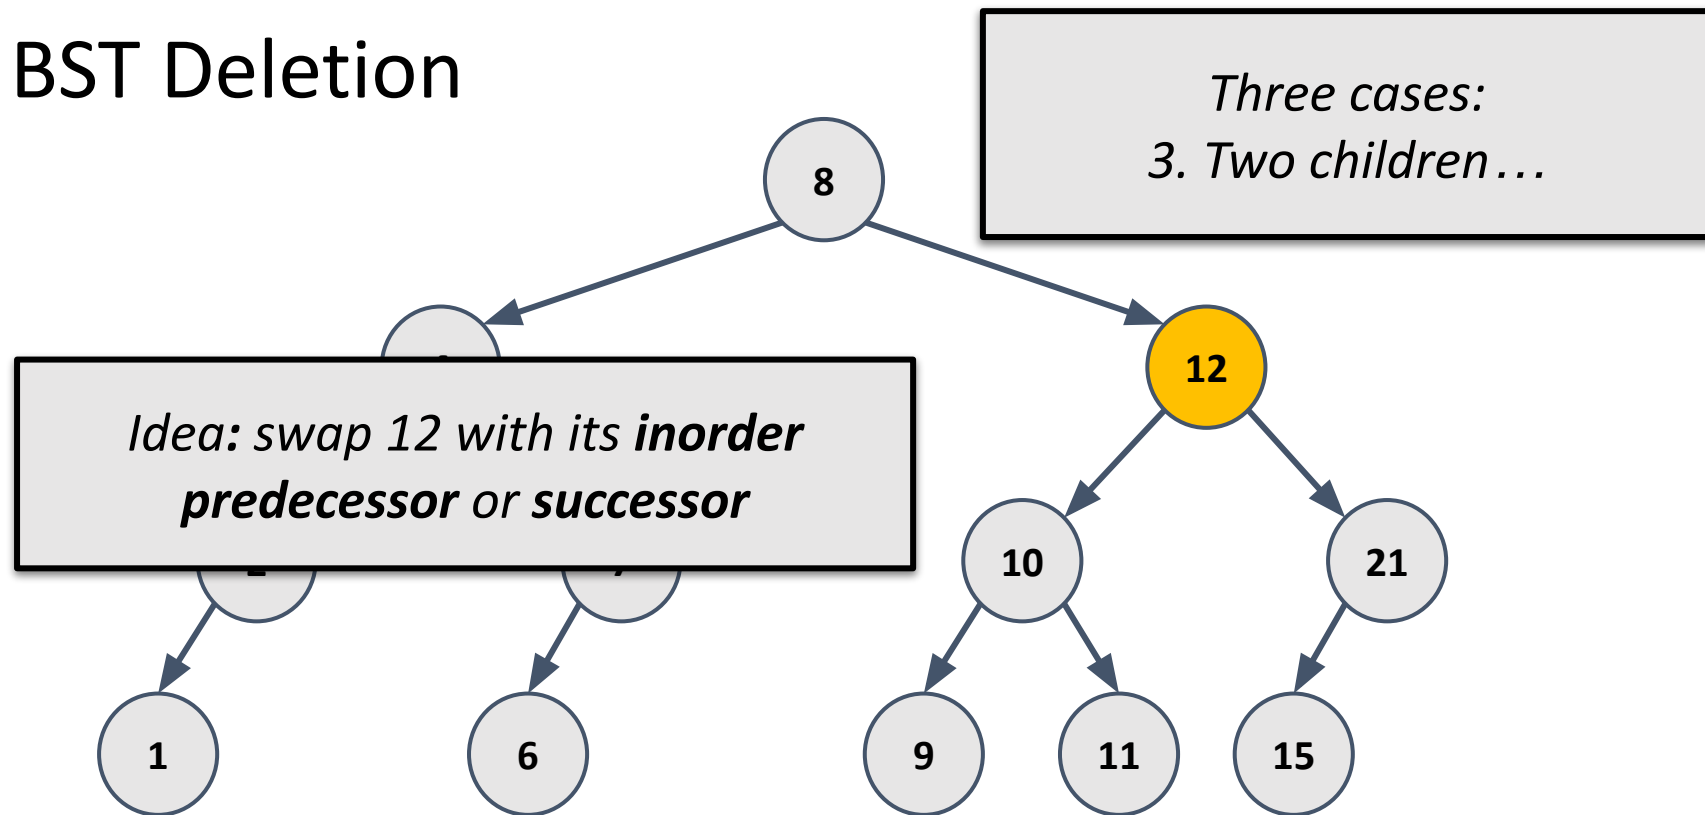 BST Deletion
Three cases:
3. Two children...
8
12
Idea: swap 12 with its inorder
predecessor or successor
10
21
1
6
9
11
15